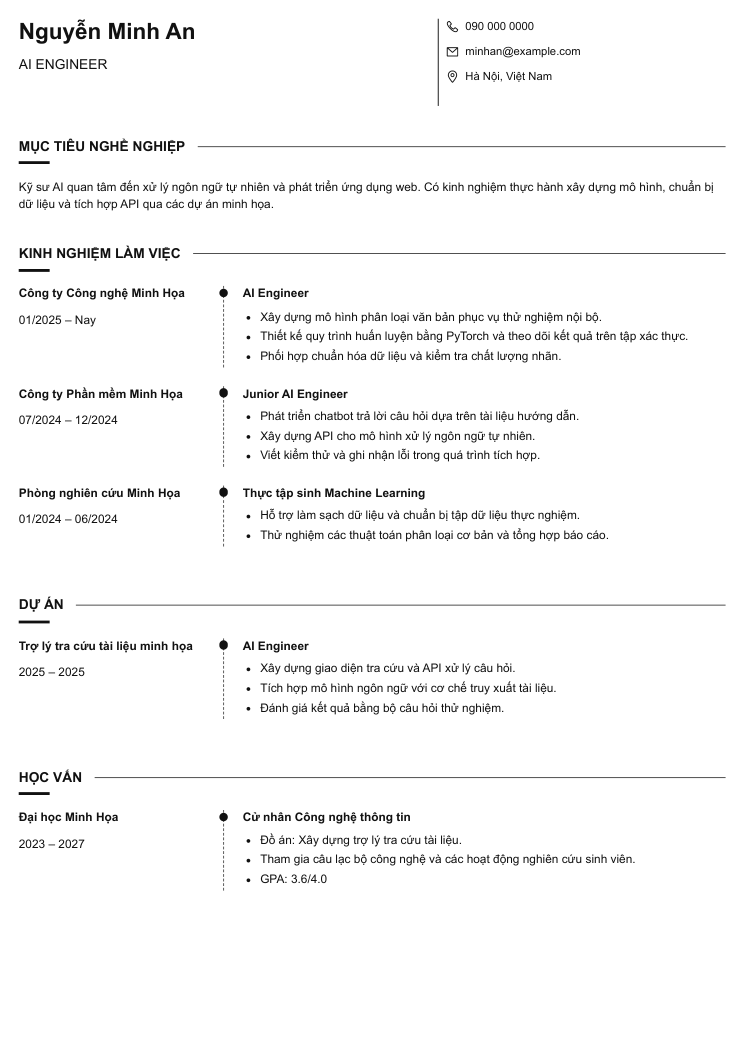 Nguyễn Minh An
AI ENGINEER
090 000 0000
minhan@example.com
Hà Nội, Việt Nam
MỤC TIÊU NGHỀ NGHIỆP
Kỹ sư AI quan tâm đến xử lý ngôn ngữ tự nhiên và phát triển ứng dụng web. Có kinh nghiệm thực hành xây dựng mô hình, chuẩn bị
dữ liệu và tích hợp API qua các dự án minh họa.
KINH NGHIỆM LÀM VIỆC
Công ty Công nghệ Minh Họa
01/2025 – Nay
AI Engineer
• Xây dựng mô hình phân loại văn bản phục vụ thử nghiệm nội bộ.
• Thiết kế quy trình huấn luyện bằng PyTorch và theo dõi kết quả trên tập xác thực.
• Phối hợp chuẩn hóa dữ liệu và kiểm tra chất lượng nhãn.
Công ty Phần mềm Minh Họa
07/2024 – 12/2024
Junior AI Engineer
• Phát triển chatbot trả lời câu hỏi dựa trên tài liệu hướng dẫn.
• Xây dựng API cho mô hình xử lý ngôn ngữ tự nhiên.
• Viết kiểm thử và ghi nhận lỗi trong quá trình tích hợp.
Phòng nghiên cứu Minh Họa
01/2024 – 06/2024
Thực tập sinh Machine Learning
• Hỗ trợ làm sạch dữ liệu và chuẩn bị tập dữ liệu thực nghiệm.
• Thử nghiệm các thuật toán phân loại cơ bản và tổng hợp báo cáo.
DỰ ÁN
Trợ lý tra cứu tài liệu minh họa
2025 – 2025
AI Engineer
• Xây dựng giao diện tra cứu và API xử lý câu hỏi.
• Tích hợp mô hình ngôn ngữ với cơ chế truy xuất tài liệu.
• Đánh giá kết quả bằng bộ câu hỏi thử nghiệm.
HỌC VẤN
Đại học Minh Họa
2023 – 2027
Cử nhân Công nghệ thông tin
• Đồ án: Xây dựng trợ lý tra cứu tài liệu.
• Tham gia câu lạc bộ công nghệ và các hoạt động nghiên cứu sinh viên.
• GPA: 3.6/4.0